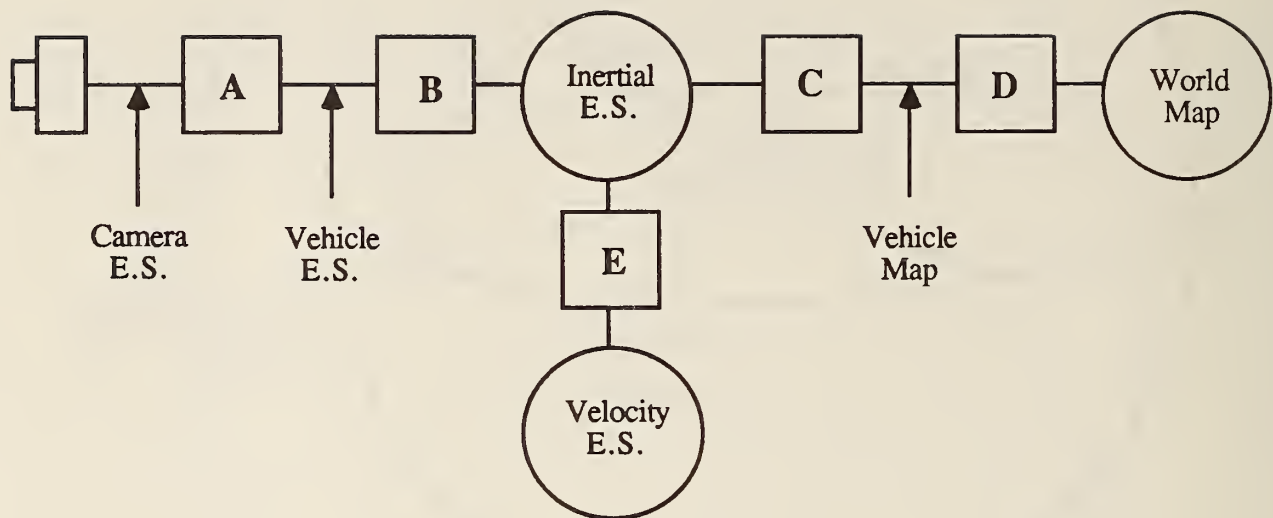 A
B
Inertial
E.S.
C
D
World
Map
Camera
E.S.
Vehicle
E.S.
E
Vehicle
Map
Velocity
E.S.